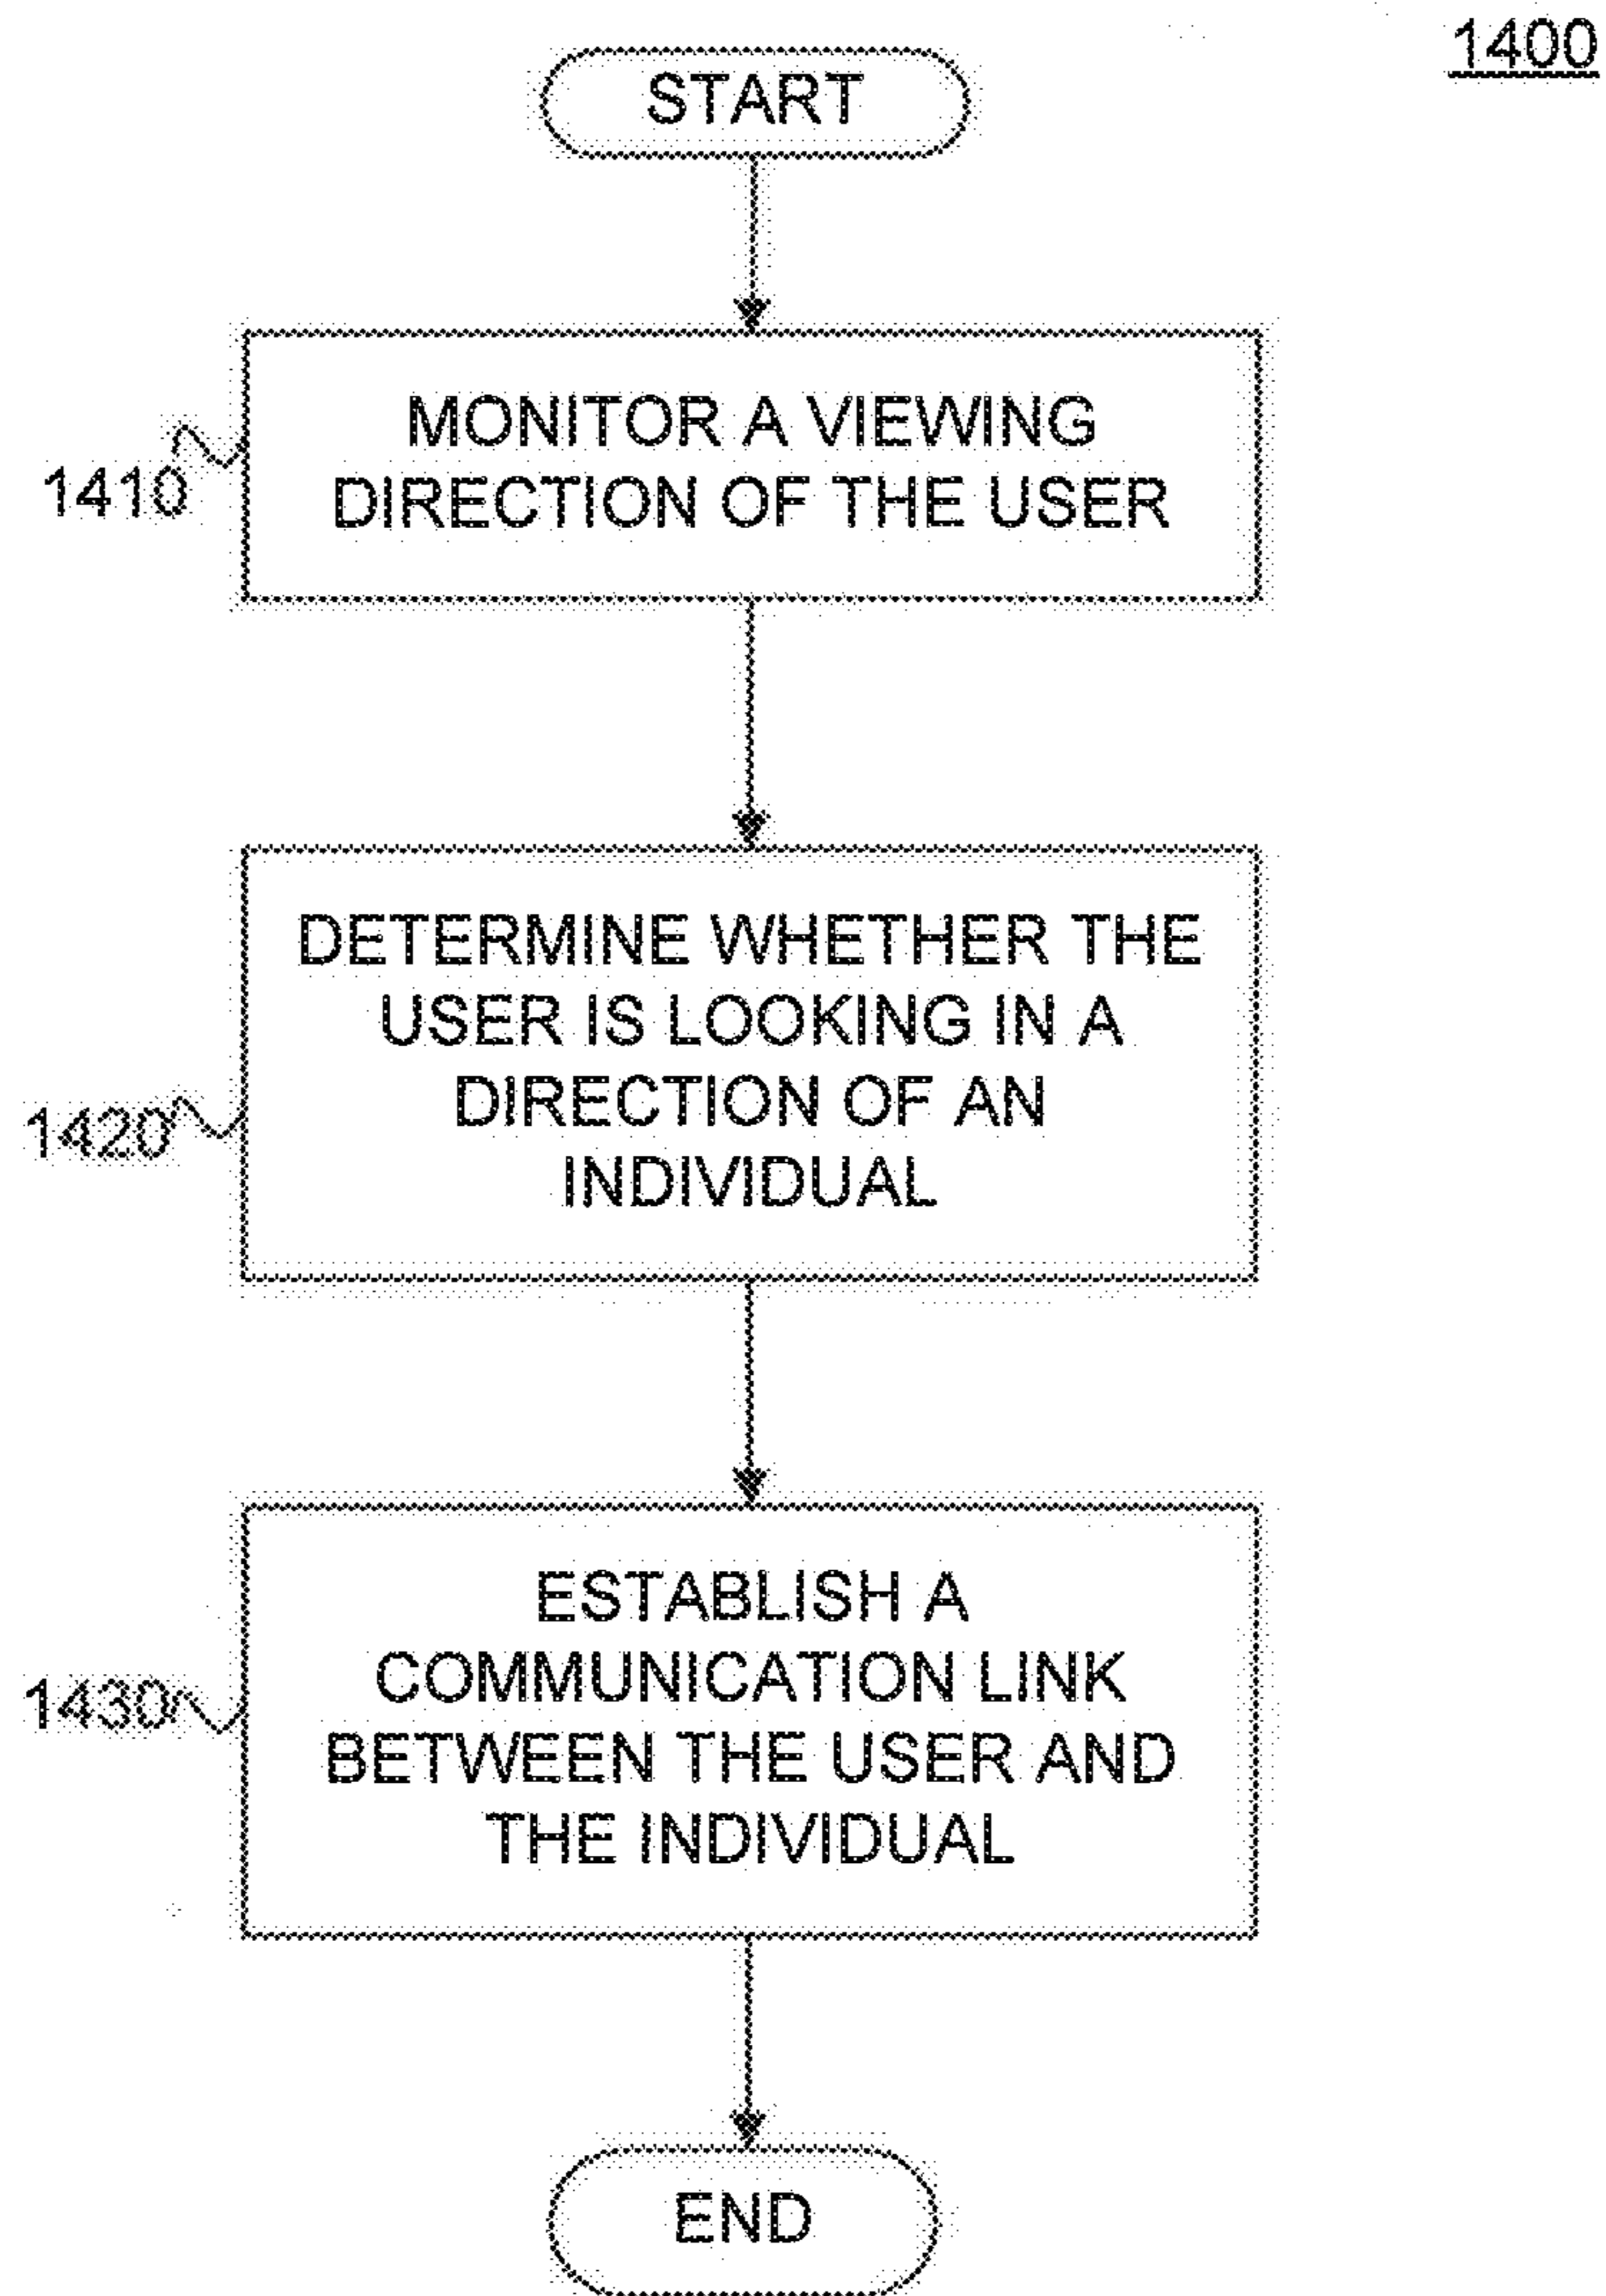 1400
START
MONITOR A VIEWING
DIRECTION OF THE USER
1410
DETERMINE WHETHER THE
USER IS LOOKING IN A
DIRECTION OF AN
INDIVIDUAL
1420
ESTABLISH A
COMMUNICATION LINK
BETWEEN THE USER AND
THE INDIVIDUAL
1430
END